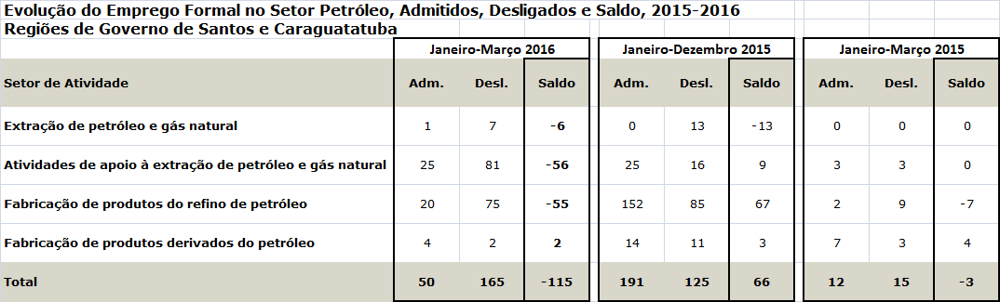 Evolução do Emprego Formal no Setor Petróleo, Admitidos, Desligados e Saldo, 2015-2016
Regiões de Governo de Santos e Caraguatatuba
Janeiro-Março 2016 Janeiro-Dezembro 2015 Janeiro-Março 2015
Setor de Atividade Adm. Desl. Saldo Adm. Desl. Saldo Adm. Desl. Saldo
Extração de petróleo e gás natural 1 7 -6 0 13 -13 0 0 0
Atividades de apoio à extração de petróleo e gás natural 25 81 -56 25 16 9 3 3 0
Fabricação de produtos do refino de petróleo 20 75 -55 152 85 67 2 9 -7
Fabricação de produtos derivados do petróleo 4 2 2 14 11 3 7 3 4
Total 50 165 -115 191 125 66 12 15 -3